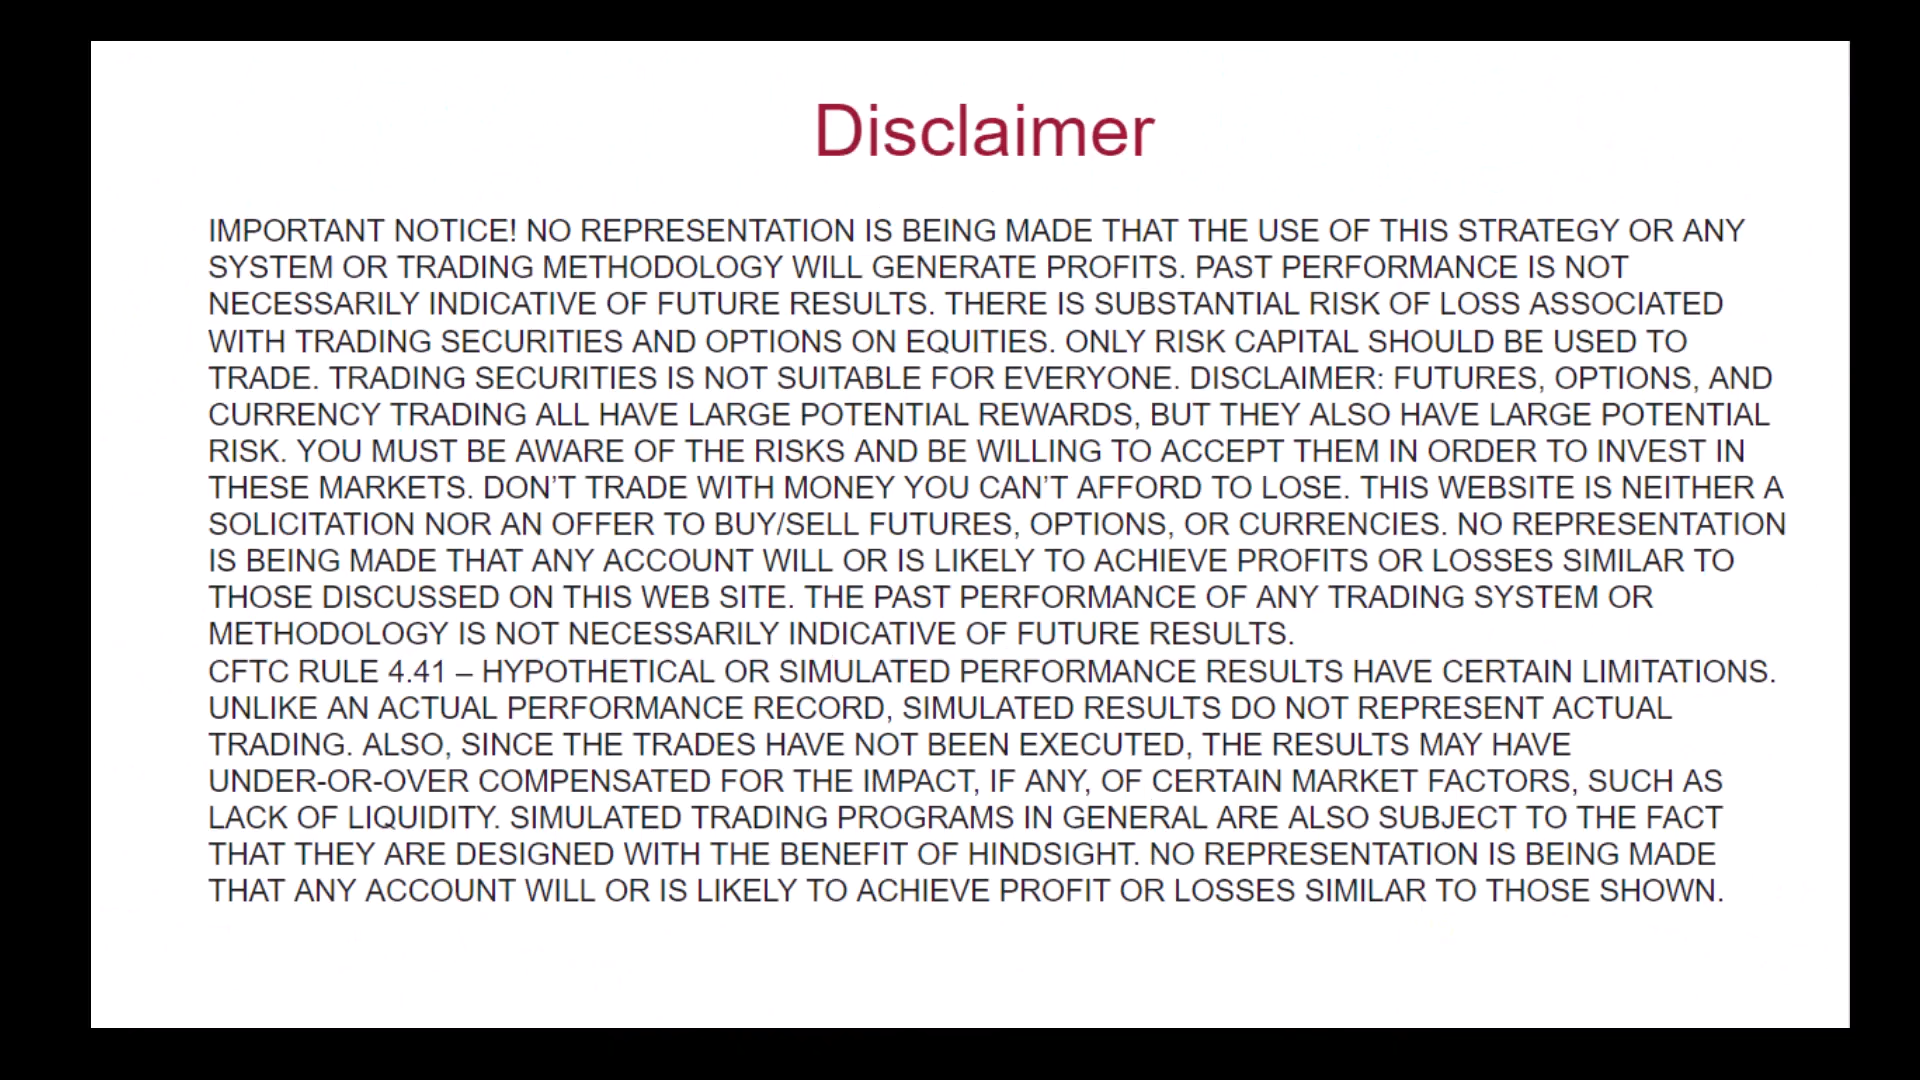 Disclaimer
IMPORTANT NOTICE! NO REPRESENTATION IS BEING MADE THAT THE USE OF THIS STRATEGY OR ANY
SYSTEM OR TRADING METHODOLOGY WILL GENERATE PROFITS. PAST PERFORMANCE IS NOT
NECESSARILY INDICATIVE OF FUTURE RESULTS. THERE IS SUBSTANTIAL RISK OF LOSS ASSOCIATED
WITH TRADING SECURITIES AND OPTIONS ON EQUITIES. ONLY RISK CAPITAL SHOULD BE USED TO
TRADE. TRADING SECURITIES IS NOT SUITABLE FOR EVERYONE. DISCLAIMER: FUTURES, OPTIONS, AND
CURRENCY TRADING ALL HAVE LARGE POTENTIAL REWARDS, BUT THEY ALSO HAVE LARGE POTENTIAL
RISK. YOU MUST BE AWARE OF THE RISKS AND BE WILLING TO ACCEPT THEM IN ORDER TO INVEST IN
THESE MARKETS. DON’T TRADE WITH MONEY YOU CAN’T AFFORD TO LOSE. THIS WEBSITE IS NEITHER A
SOLICITATION NOR AN OFFER TO BUY/SELL FUTURES, OPTIONS, OR CURRENCIES. NO REPRESENTATION
IS BEING MADE THAT ANY ACCOUNT WILL OR IS LIKELY TO ACHIEVE PROFITS OR LOSSES SIMILAR TO
THOSE DISCUSSED ON THIS WEB SITE. THE PAST PERFORMANCE OF ANY TRADING SYSTEM OR
METHODOLOGY IS NOT NECESSARILY INDICATIVE OF FUTURE RESULTS.
CFTC RULE 4.41 – HYPOTHETICAL OR SIMULATED PERFORMANCE RESULTS HAVE CERTAIN LIMITATIONS.
UNLIKE AN ACTUAL PERFORMANCE RECORD, SIMULATED RESULTS DO NOT REPRESENT ACTUAL
TRADING. ALSO, SINCE THE TRADES HAVE NOT BEEN EXECUTED, THE RESULTS MAY HAVE
UNDER-OR-OVER COMPENSATED FOR THE IMPACT, IF ANY, OF CERTAIN MARKET FACTORS, SUCH AS
LACK OF LIQUIDITY. SIMULATED TRADING PROGRAMS IN GENERAL ARE ALSO SUBJECT TO THE FACT
THAT THEY ARE DESIGNED WITH THE BENEFIT OF HINDSIGHT. NO REPRESENTATION IS BEING MADE
THAT ANY ACCOUNT WILL OR IS LIKELY TO ACHIEVE PROFIT OR LOSSES SIMILAR TO THOSE SHOWN.